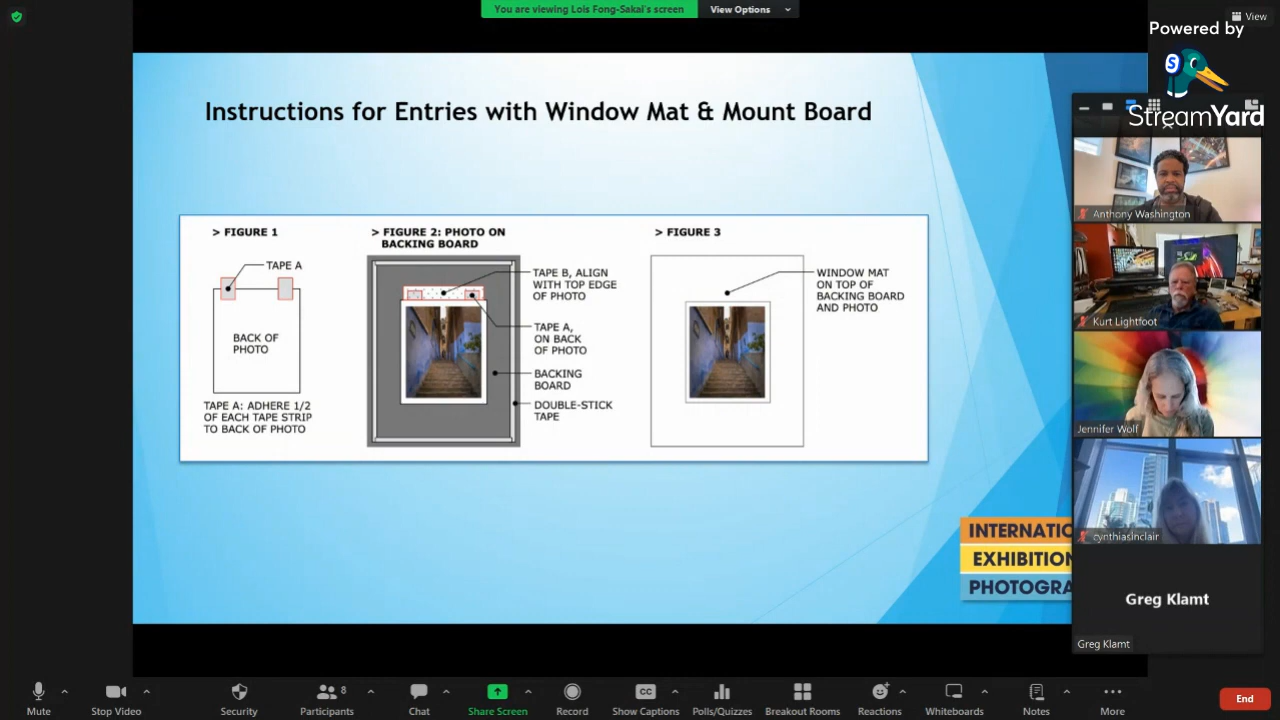 You are viewing Lois Fong-Sakai's screen
View Options
View
Powered by
S
StreamYard
Instructions for Entries with Window Mat & Mount Board
> FIGURE 1
TAPE A
BACK OF
PHOTO
TAPE A: ADHERE 1/2
OF EACH TAPE STRIP
TO BACK OF PHOTO
> FIGURE 2: PHOTO ON
BACKING BOARD
TAPE B, ALIGN
WITH TOP EDGE
OF PHOTO
TAPE A,
ON BACK
OF PHOTO
BACKING
BOARD
DOUBLE-STICK
TAPE
> FIGURE 3
WINDOW MAT
ON TOP OF
BACKING BOARD
AND PHOTO
INTERNATIO
EXHIBITION
PHOTOGRA
Anthony Washington
Kurt Lightfoot
Jennifer Wolf
cynthiasinclair
Greg Klamt
Greg Klamt
Mute
Stop Video
Security
8
Participants
Chat
Share Screen
Record
CC
Show Captions
Polls/Quizzes
Breakout Rooms
Reactions
Whiteboards
Notes
More
End